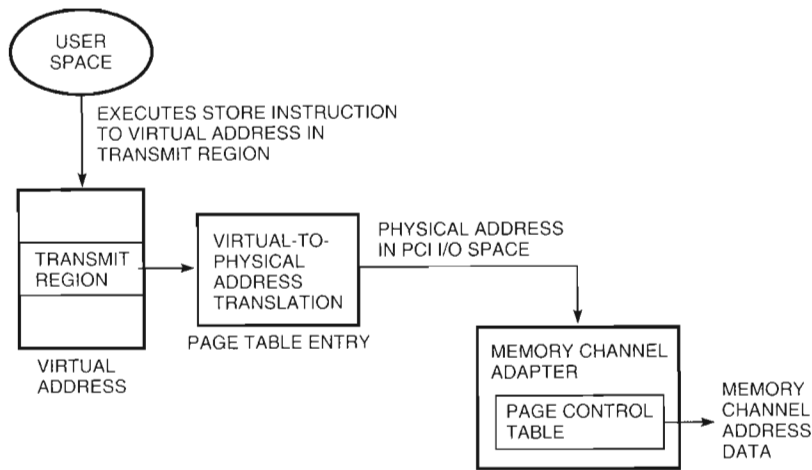 USER
SPACE
EXECUTES STORE INSTRUCTION
TO VIRTUAL ADDRESS IN
TRANSMIT REGION
TRANSMIT
REGION
VIRTUAL
ADDRESS
VIRTUAL-TO-
PHYSICAL
ADDRESS
TRANSLATION
PAGE TABLE ENTRY
PHYSICAL ADDRESS
IN PCI I/O SPACE
MEMORY CHANNEL
ADAPTER
PAGE CONTROL
TABLE
MEMORY
CHANNEL
ADDRESS
DATA